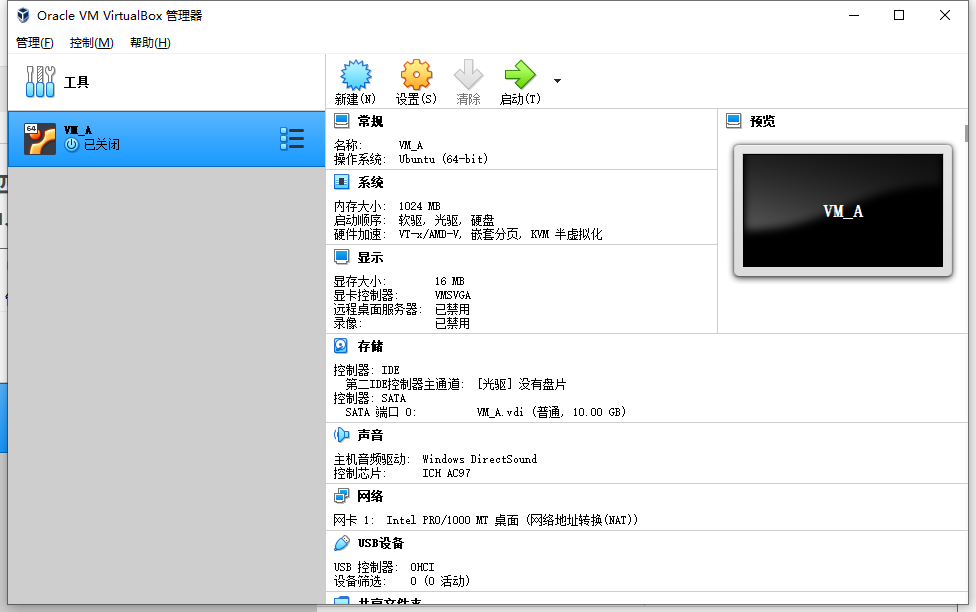 Oracle VM VirtualBox 管理器
管理(F) 控制(M) 帮助(H)
工具
新建(N) 设置(S) 清除 启动(T)
64
VM_A
已关闭
常规
名称: VM_A
操作系统: Ubuntu (64-bit)
系统
内存大小: 1024 MB
启动顺序: 软驱, 光驱, 硬盘
硬件加速: VT-x/AMD-V, 嵌套分页, KVM 半虚拟化
显示
显存大小: 16 MB
显卡控制器: VMSVGA
远程桌面服务器: 已禁用
录像: 已禁用
预览
VM_A
存储
控制器: IDE
第二IDE控制器主通道: [光驱] 没有盘片
控制器: SATA
SATA 端口 0: VM_A.vdi (普通, 10.00 GB)
声音
主机音频驱动: Windows DirectSound
控制芯片: ICH AC97
网络
网卡 1: Intel PRO/1000 MT 桌面 (网络地址转换(NAT))
USB设备
USB 控制器: OHCI
设备筛选: 0 (0 活动)
共享文件夹